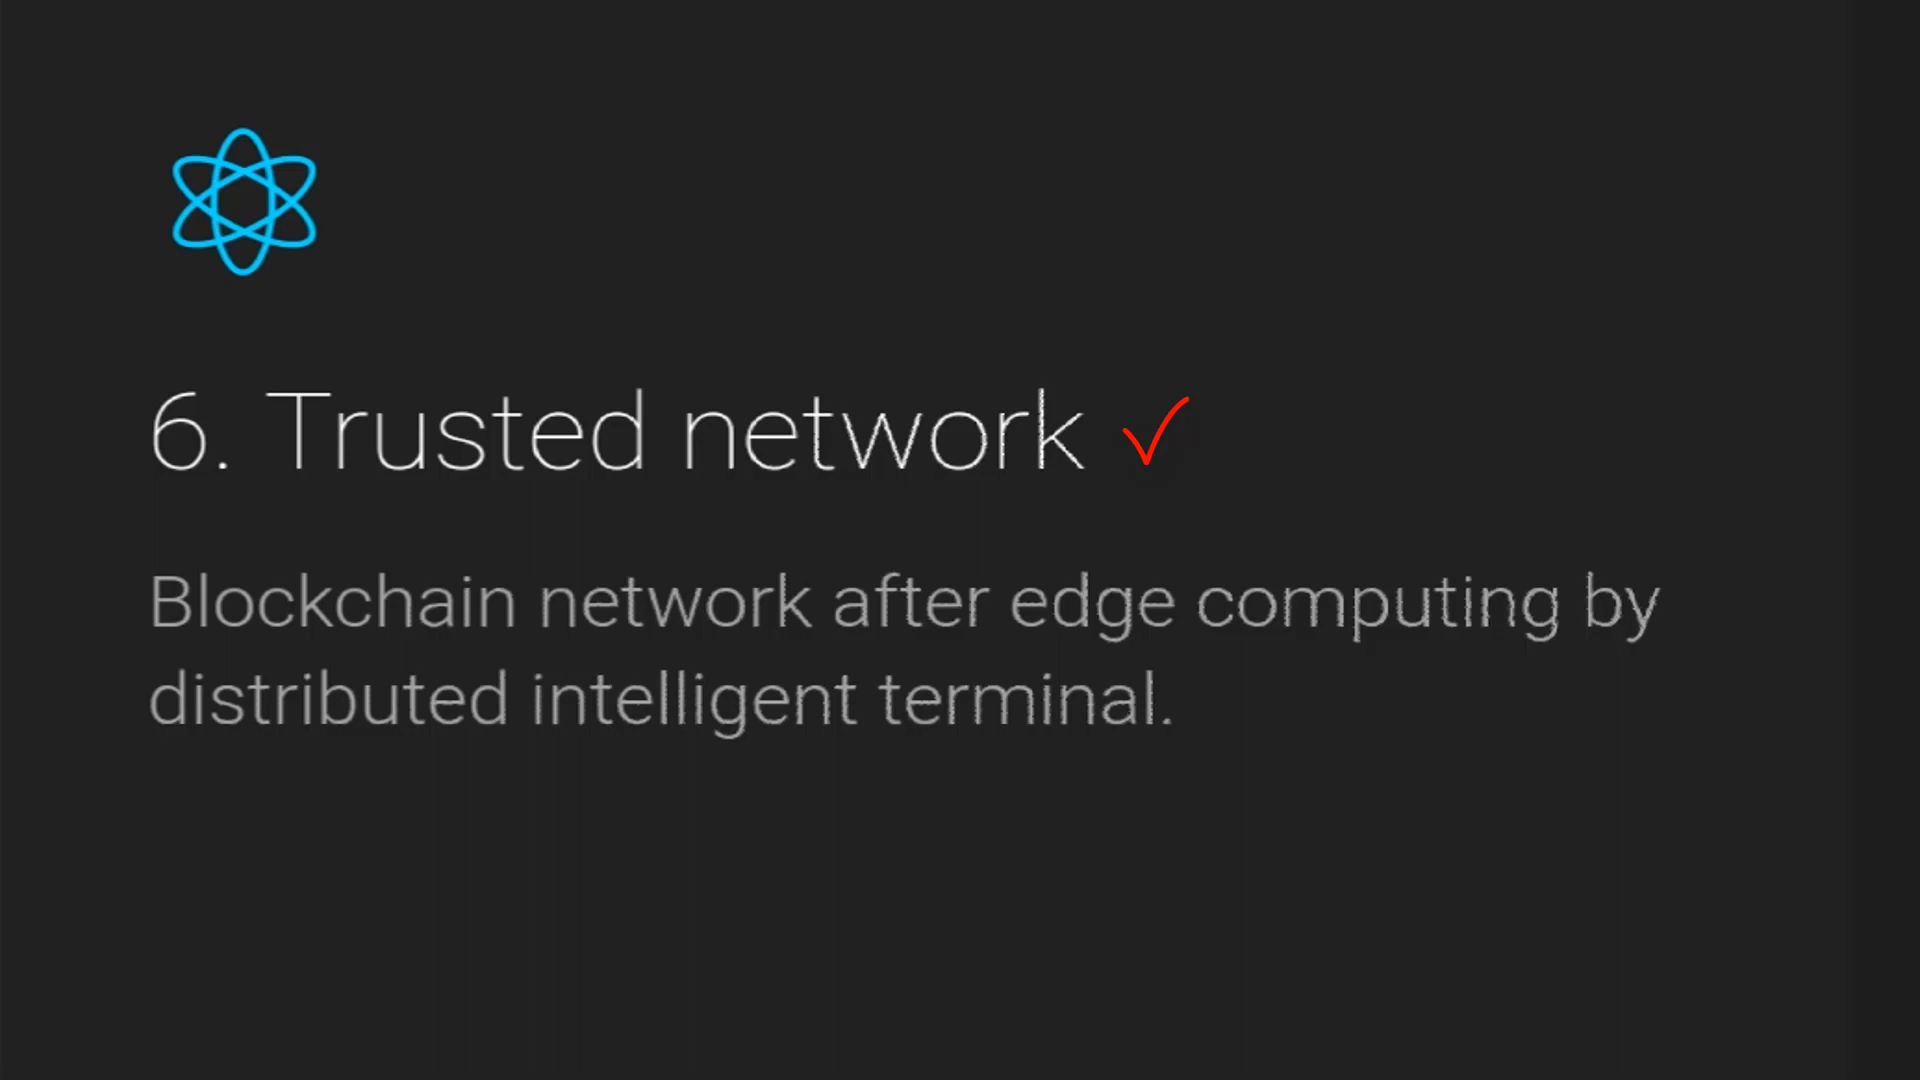 6. Trusted network ✓
Blockchain network after edge computing by
distributed intelligent terminal.